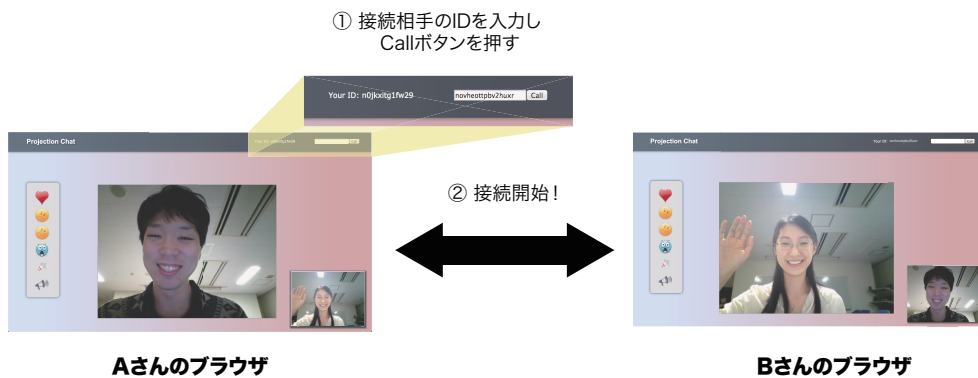 ① 接続相手のIDを入力し
Callボタンを押す
Your ID: n0jkxitg1fw29
novheottpbv2huxr
Call
Projection Chat
② 接続開始!
Projection Chat
Your ID:
Aさんのブラウザ
Bさんのブラウザ